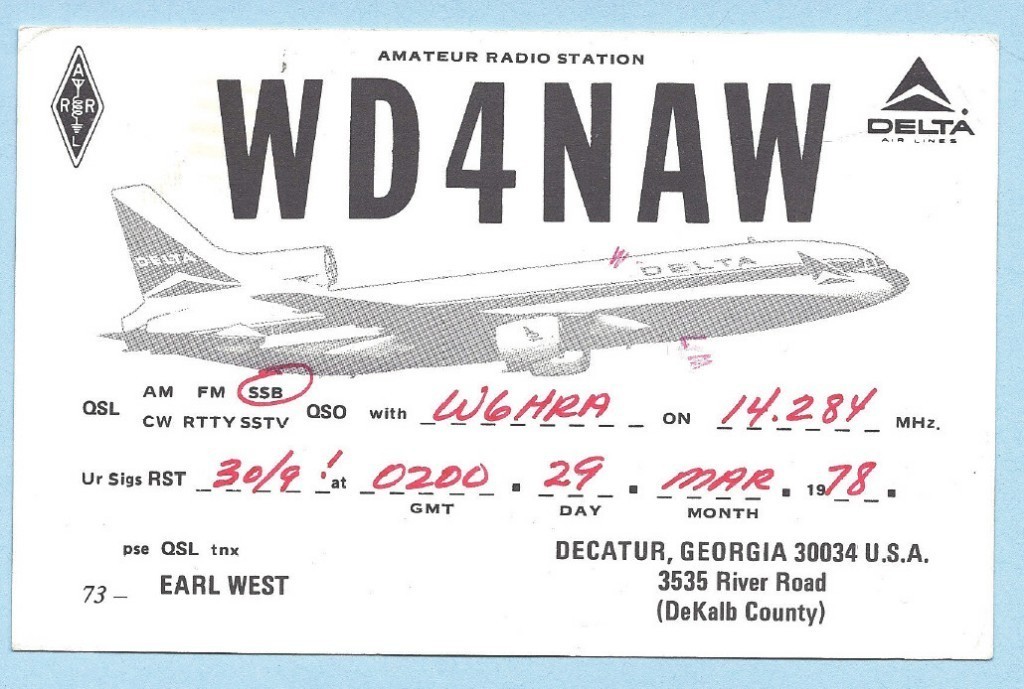 AMATEUR RADIO STATION
ARRL
WD4NAW
DELTA
AIR LINES
DELTA
DELTA
AM FM SSB
QSL QSO with W6HRA ON 14.284 MHz.
CW RTTY SSTV
Ur Sigs RST 30/9! at 0200 . 29 . MAR . 1978 .
GMT DAY MONTH
pse QSL tnx
DECATUR, GEORGIA 30034 U.S.A.
73 – EARL WEST
3535 River Road
(DeKalb County)